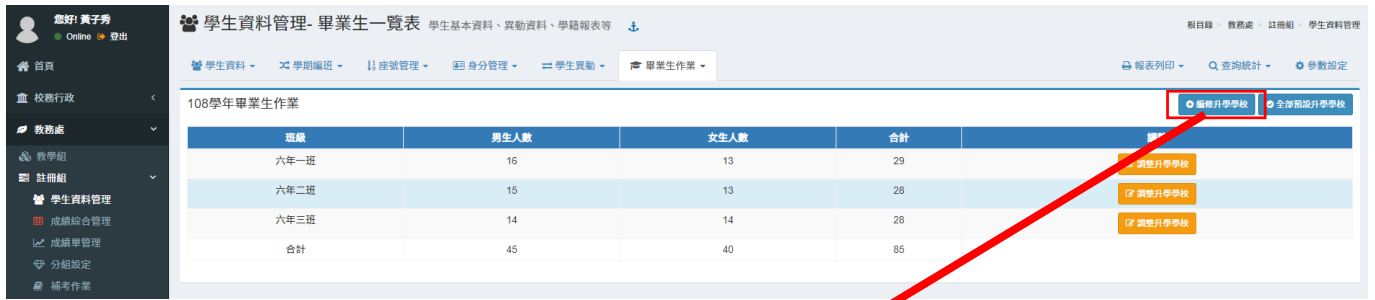 您好! 黃子秀
Online 登出
首頁
校務行政
教務處
教學組
註冊組
學生資料管理
成績綜合管理
成績單管理
分組設定
補考作業
學生資料管理- 畢業生一覽表 學生基本資料、異動資料、學籍報表等
根目錄 > 教務處 > 註冊組 > 學生資料管理
學生資料 學期編班 座號管理 身分管理 學生異動 畢業生作業 報表列印 查詢統計 參數設定
108學年畢業生作業 編修升學學校 全部預設升學學校
班級 男生人數 女生人數 合計
六年一班 16 13 29 調整升學學校
六年二班 15 13 28 調整升學學校
六年三班 14 14 28 調整升學學校
合計 45 40 85